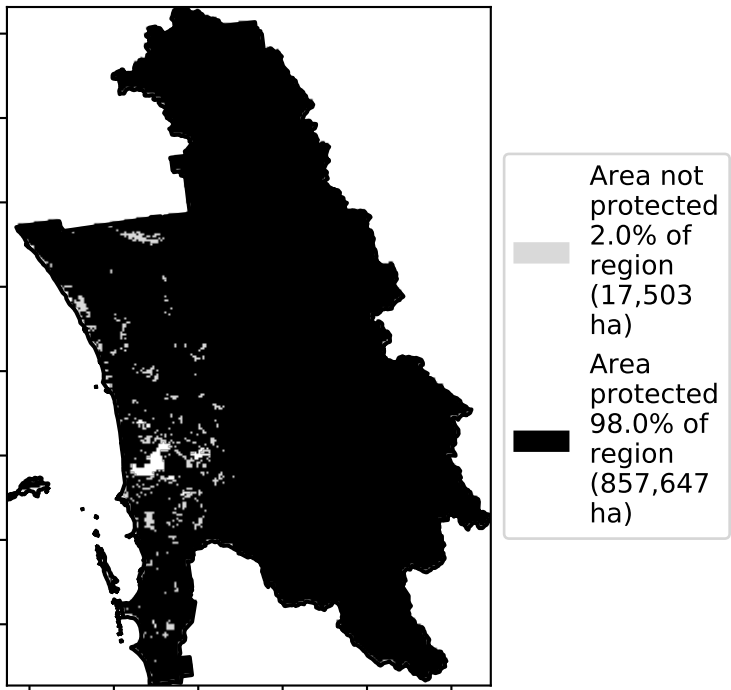 Area not
protected
2.0% of
region
(17,503
ha)
Area
protected
98.0% of
region
(857,647
ha)